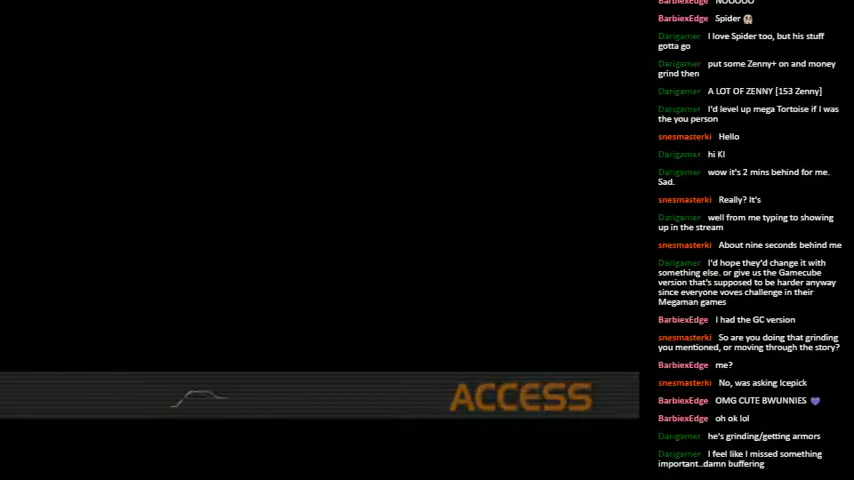 BarbiexEdge NOOOOO
BarbiexEdge Spider
Darigamer I love Spider too, but his stuff
gotta go
Darigamer put some Zenny+ on and money
grind then
Darigamer A LOT OF ZENNY [153 Zenny]
Darigamer I'd level up mega Tortoise if I was
the you person
snesmasterki Hello
Darigamer hi KI
Darigamer wow it's 2 mins behind for me.
Sad.
snesmasterki Really? It's
Darigamer well from me typing to showing
up in the stream
snesmasterki About nine seconds behind me
Darigamer I'd hope they'd change it with
something else. or give us the Gamecube
version that's supposed to be harder anyway
since everyone voves challenge in their
Megaman games
BarbiexEdge I had the GC version
snesmasterki So are you doing that grinding
you mentioned, or moving through the story?
BarbiexEdge me?
snesmasterki No, was asking Icepick
BarbiexEdge OMG CUTE BWUNNIES 💜
BarbiexEdge oh ok lol
Darigamer he's grinding/getting armors
Darigamer I feel like I missed something
important..damn buffering
ACCESS